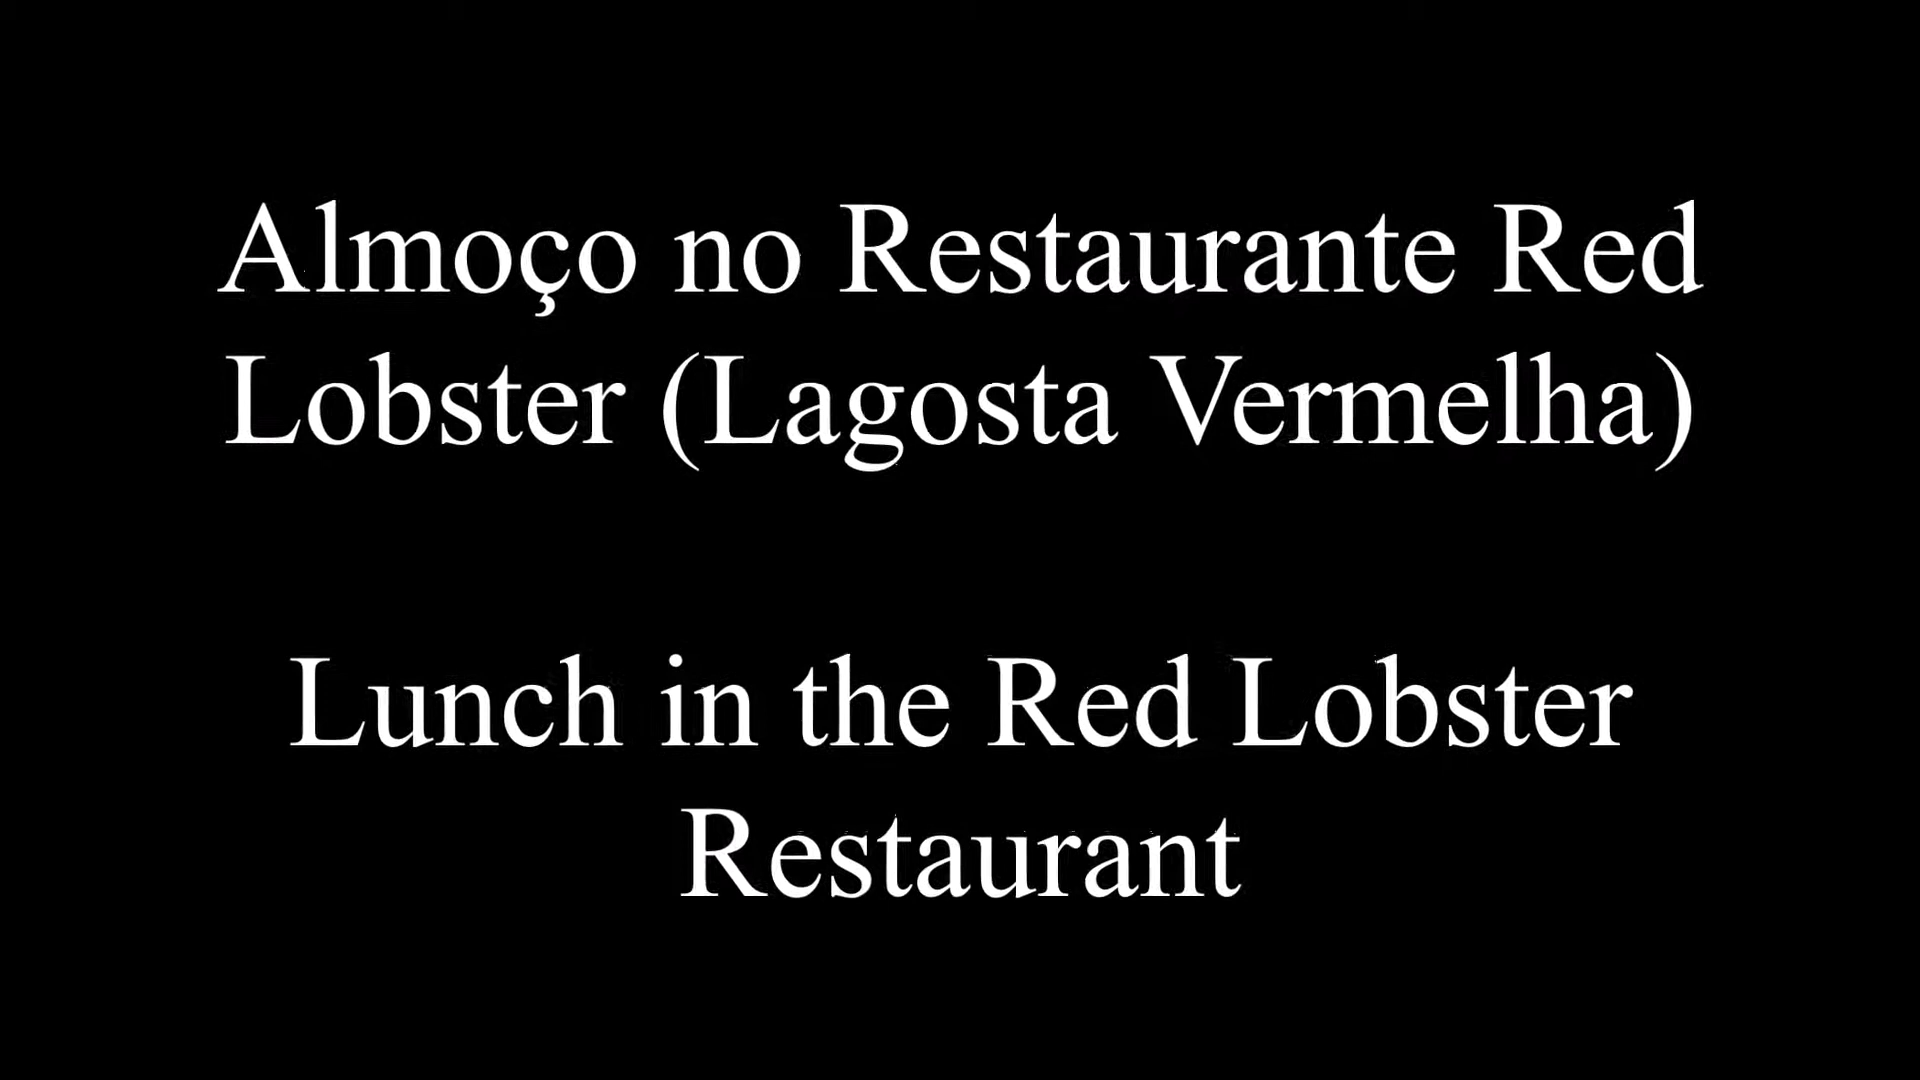 Almoço no Restaurante Red
Lobster (Lagosta Vermelha)
Lunch in the Red Lobster
Restaurant